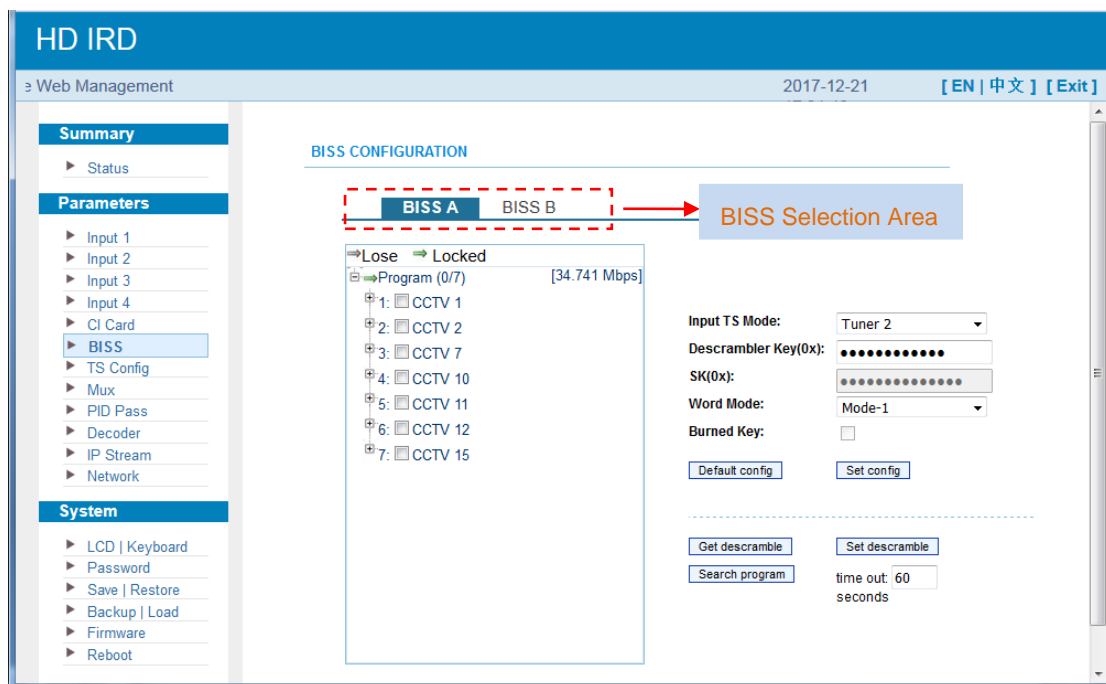 HD IRD
e Web Management
2017-12-21
[ EN | 中文 ] [ Exit ]
Summary
Status
Parameters
Input 1
Input 2
Input 3
Input 4
CI Card
BISS
TS Config
Mux
PID Pass
Decoder
IP Stream
Network
System
LCD | Keyboard
Password
Save | Restore
Backup | Load
Firmware
Reboot
BISS CONFIGURATION
BISS A BISS B
BISS Selection Area
Lose Locked
Program (0/7) [34.741 Mbps]
1: CCTV 1
2: CCTV 2
3: CCTV 7
4: CCTV 10
5: CCTV 11
6: CCTV 12
7: CCTV 15
Input TS Mode: Tuner 2
Descrambler Key(0x): ●●●●●●●●●●●●
SK(0x): ●●●●●●●●●●●●●●
Word Mode: Mode-1
Burned Key:
Default config Set config
Get descramble Set descramble
Search program time out: 60
seconds